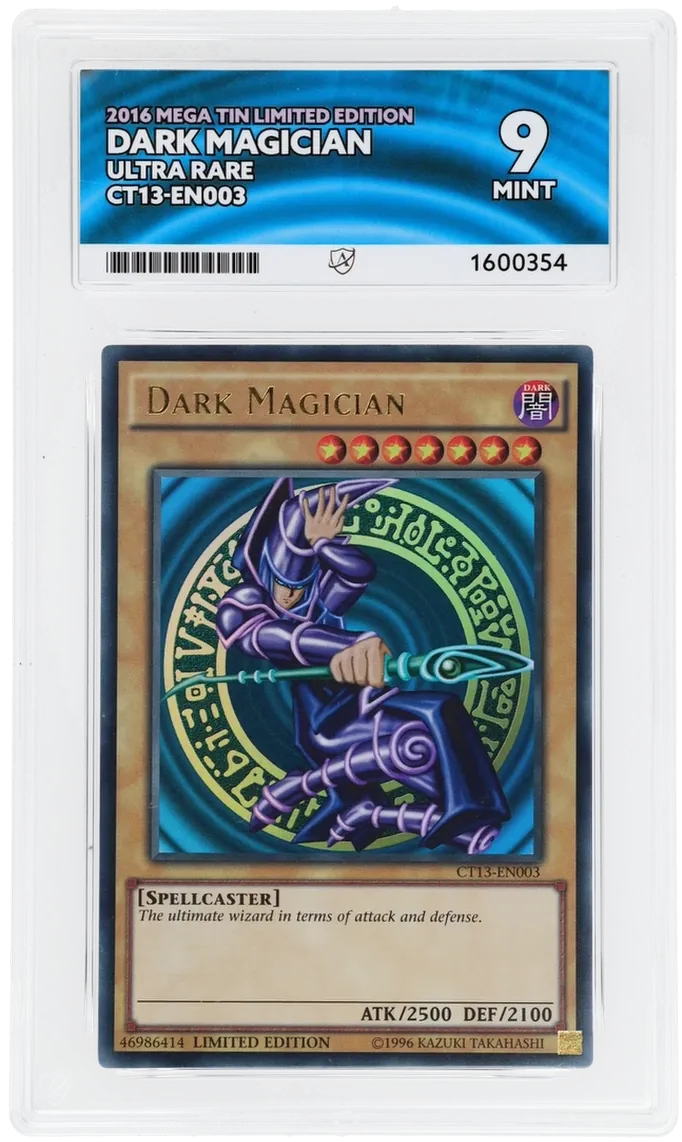 2016 MEGA TIN LIMITED EDITION
DARK MAGICIAN
ULTRA RARE
CT13-EN003
9
MINT
1600354
DARK MAGICIAN
DARK
闇
CT13-EN003
[SPELLCASTER]
The ultimate wizard in terms of attack and defense.
ATK/2500 DEF/2100
46986414 LIMITED EDITION ©1996 KAZUKI TAKAHASHI